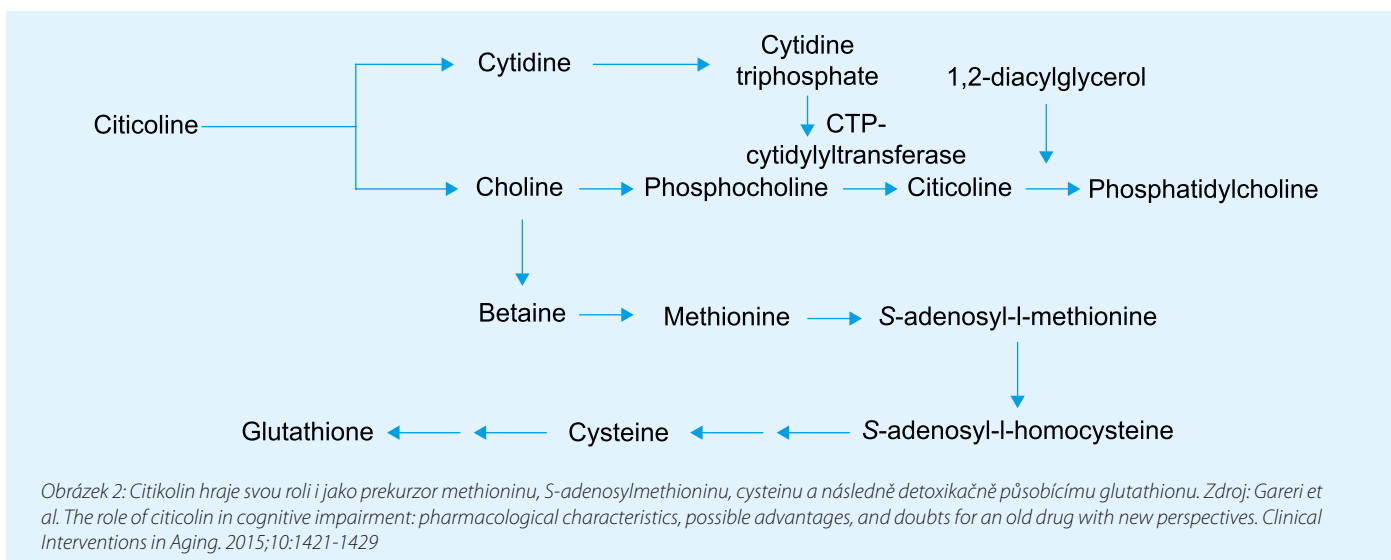 Cytidine
Cytidine
triphosphate
1,2-diacylglycerol
Citicoline
CTP-
cytidylyltransferase
Choline
Phosphocholine
Citicoline
Phosphatidylcholine
Betaine
Methionine
S-adenosyl-l-methionine
Glutathione
Cysteine
S-adenosyl-l-homocysteine
Obrázek 2: Citikolin hraje svou roli i jako prekurzor methioninu, S-adenosylmethioninu, cysteinu a následně detoxikačně působícímu glutathionu. Zdroj: Gareri et
al. The role of citicolin in cognitive impairment: pharmacological characteristics, possible advantages, and doubts for an old drug with new perspectives. Clinical
Interventions in Aging. 2015;10:1421-1429